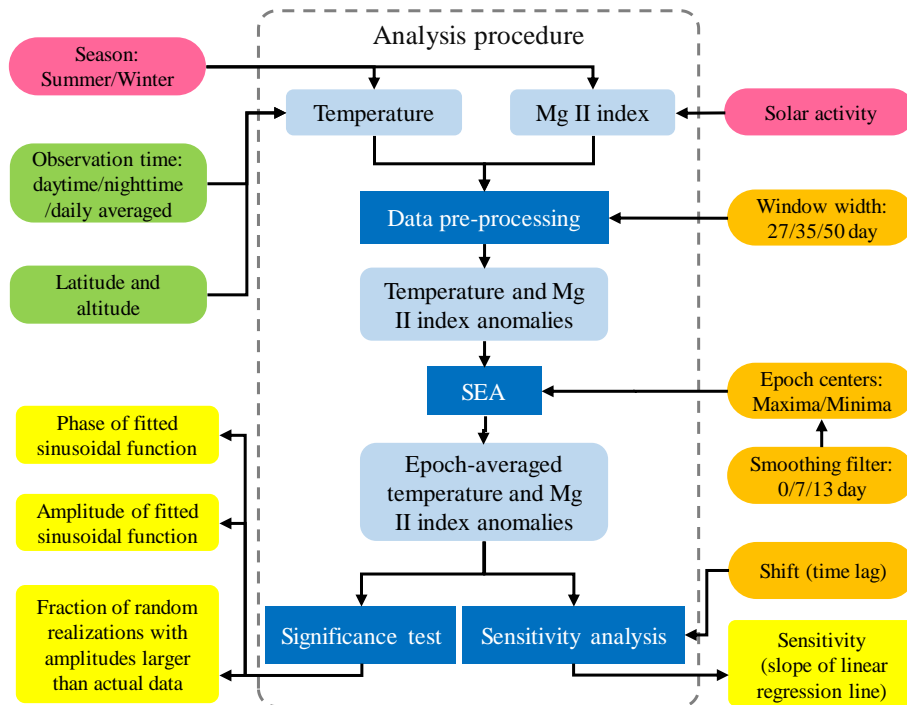 Analysis procedure
Season:
Summer/Winter
Temperature
Mg II index
Solar activity
Observation time:
daytime/nighttime
/daily averaged
Data pre-processing
Window width:
27/35/50 day
Latitude and
altitude
Temperature and Mg
II index anomalies
SEA
Epoch centers:
Maxima/Minima
Phase of fitted
sinusoidal function
Epoch-averaged
temperature and Mg
II index anomalies
Smoothing filter:
0/7/13 day
Amplitude of fitted
sinusoidal function
Shift (time lag)
Fraction of random
realizations with
amplitudes larger
than actual data
Significance test
Sensitivity analysis
Sensitivity
(slope of linear
regression line)